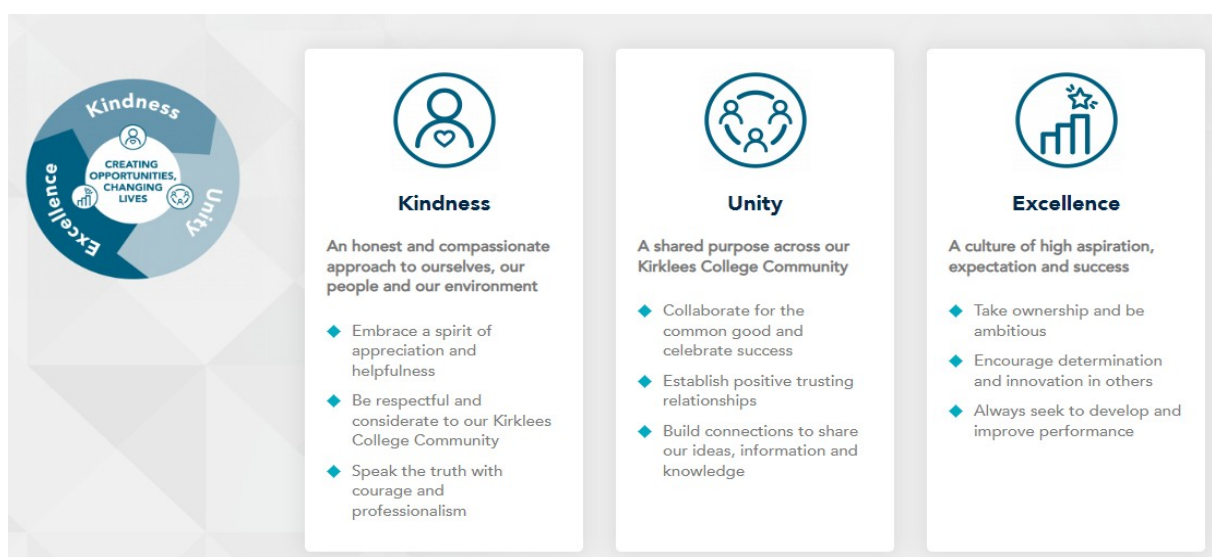 Kindness
Unity
Excellence
CREATING
OPPORTUNITIES,
CHANGING
LIVES
Kindness
An honest and compassionate
approach to ourselves, our
people and our environment
Embrace a spirit of
appreciation and
helpfulness
Be respectful and
considerate to our Kirklees
College Community
Speak the truth with
courage and
professionalism
Unity
A shared purpose across our
Kirklees College Community
Collaborate for the
common good and
celebrate success
Establish positive trusting
relationships
Build connections to share
our ideas, information and
knowledge
Excellence
A culture of high aspiration,
expectation and success
Take ownership and be
ambitious
Encourage determination
and innovation in others
Always seek to develop and
improve performance